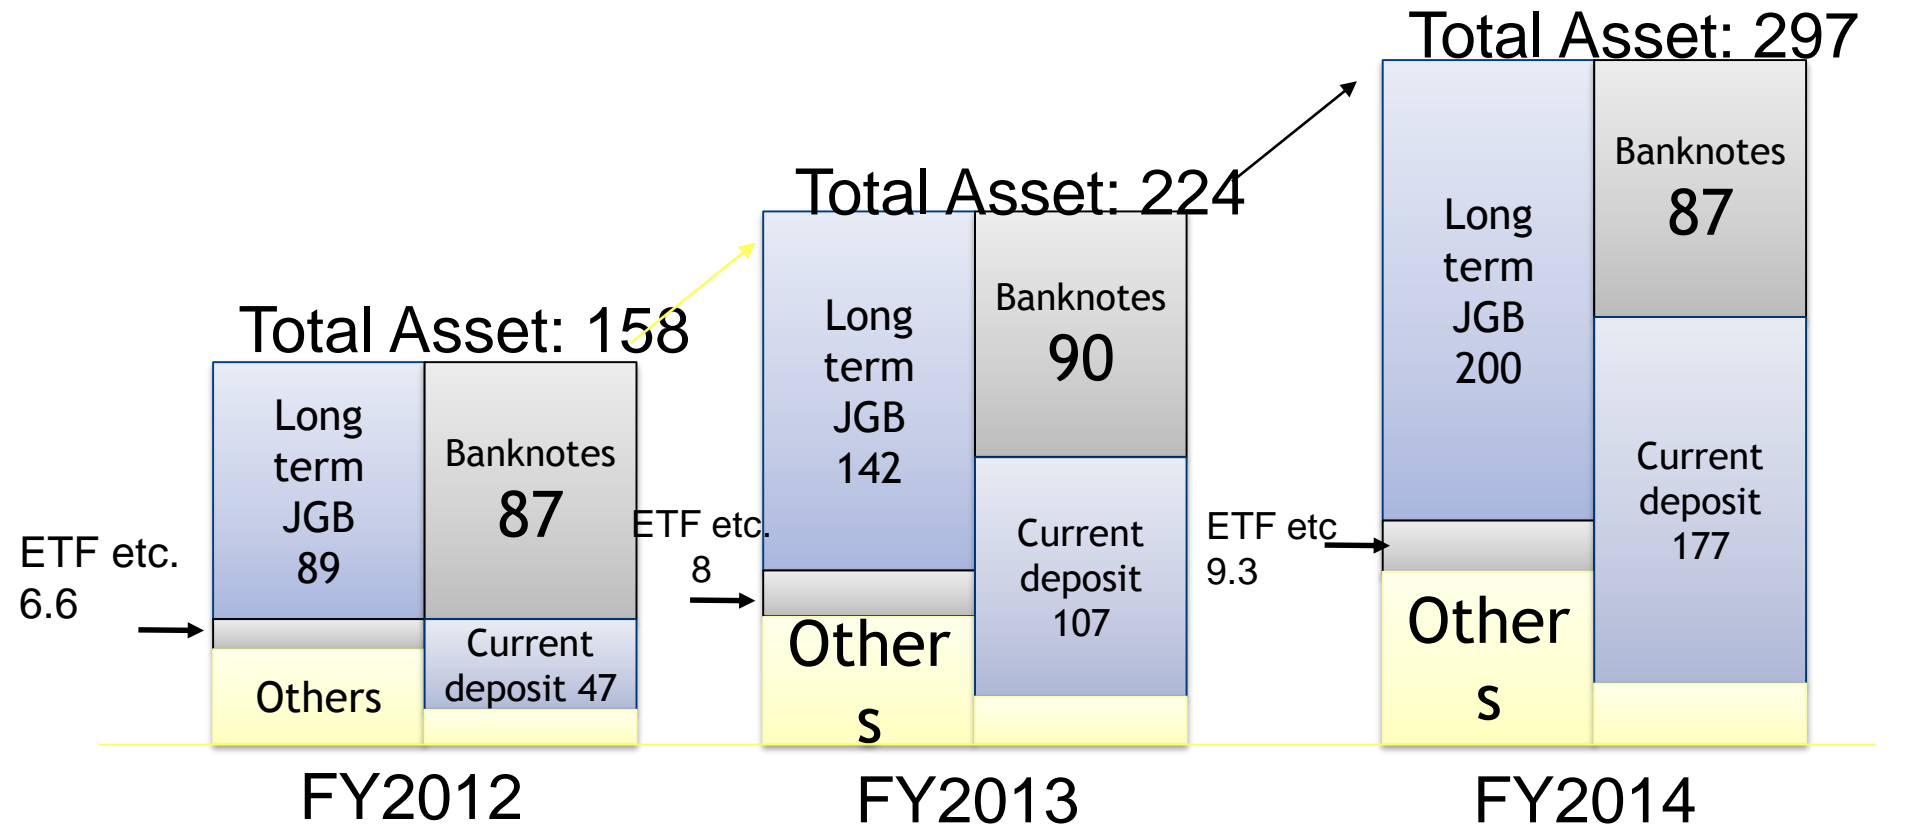 Total Asset: 297
Total Asset: 224
Total Asset: 158
ETF etc.
6.6
Long
term
JGB
89
Banknotes
87
Others
Current
deposit 47
FY2012
ETF etc.
8
Long
term
JGB
142
Banknotes
90
Other
s
Current
deposit
107
FY2013
ETF etc
9.3
Long
term
JGB
200
Banknotes
87
Other
s
Current
deposit
177
FY2014